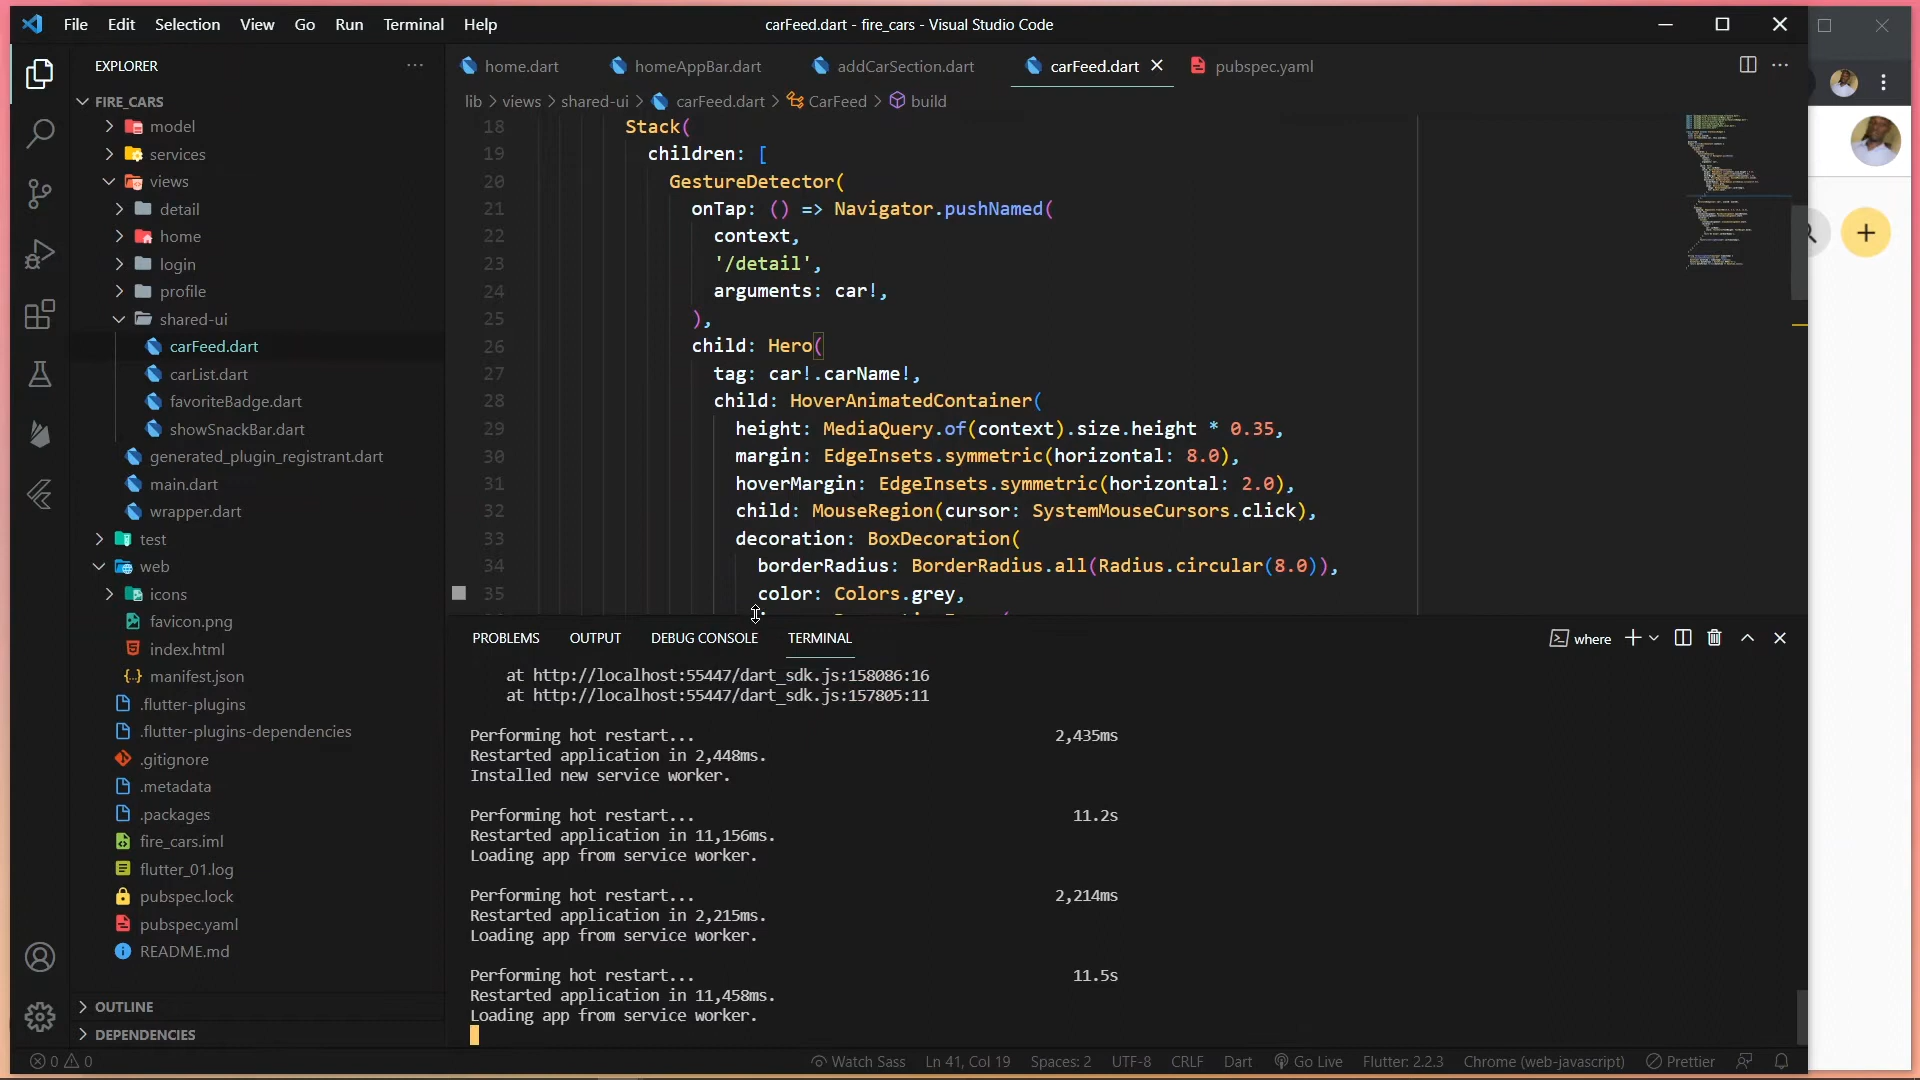 File Edit Selection View Go Run Terminal Help
carFeed.dart - fire_cars - Visual Studio Code
EXPLORER
FIRE_CARS
model
services
views
detail
home
login
profile
shared-ui
carFeed.dart
carList.dart
favoriteBadge.dart
showSnackBar.dart
generated_plugin_registrant.dart
main.dart
wrapper.dart
test
web
icons
favicon.png
index.html
manifest.json
.flutter-plugins
.flutter-plugins-dependencies
.gitignore
.metadata
.packages
fire_cars.iml
flutter_01.log
pubspec.lock
pubspec.yaml
README.md
OUTLINE
DEPENDENCIES
home.dart homeAppBar.dart addCarSection.dart carFeed.dart pubspec.yaml
lib > views > shared-ui > carFeed.dart > CarFeed > build
18 Stack(
19 children: [
20 GestureDetector(
21 onTap: () => Navigator.pushNamed(
22 context,
23 '/detail',
24 arguments: car!,
25 ),
26 child: Hero(
27 tag: car!.carName!,
28 child: HoverAnimatedContainer(
29 height: MediaQuery.of(context).size.height * 0.35,
30 margin: EdgeInsets.symmetric(horizontal: 8.0),
31 hoverMargin: EdgeInsets.symmetric(horizontal: 2.0),
32 child: MouseRegion(cursor: SystemMouseCursors.click),
33 decoration: BoxDecoration(
34 borderRadius: BorderRadius.all(Radius.circular(8.0)),
35 color: Colors.grey,
PROBLEMS OUTPUT DEBUG CONSOLE TERMINAL
where
at http://localhost:55447/dart_sdk.js:158086:16
at http://localhost:55447/dart_sdk.js:157805:11
Performing hot restart... 2,435ms
Restarted application in 2,448ms.
Installed new service worker.
Performing hot restart... 11.2s
Restarted application in 11,156ms.
Loading app from service worker.
Performing hot restart... 2,214ms
Restarted application in 2,215ms.
Loading app from service worker.
Performing hot restart... 11.5s
Restarted application in 11,458ms.
Loading app from service worker.
0 0 Watch Sass Ln 41, Col 19 Spaces: 2 UTF-8 CRLF Dart Go Live Flutter: 2.2.3 Chrome (web-javascript) Prettier